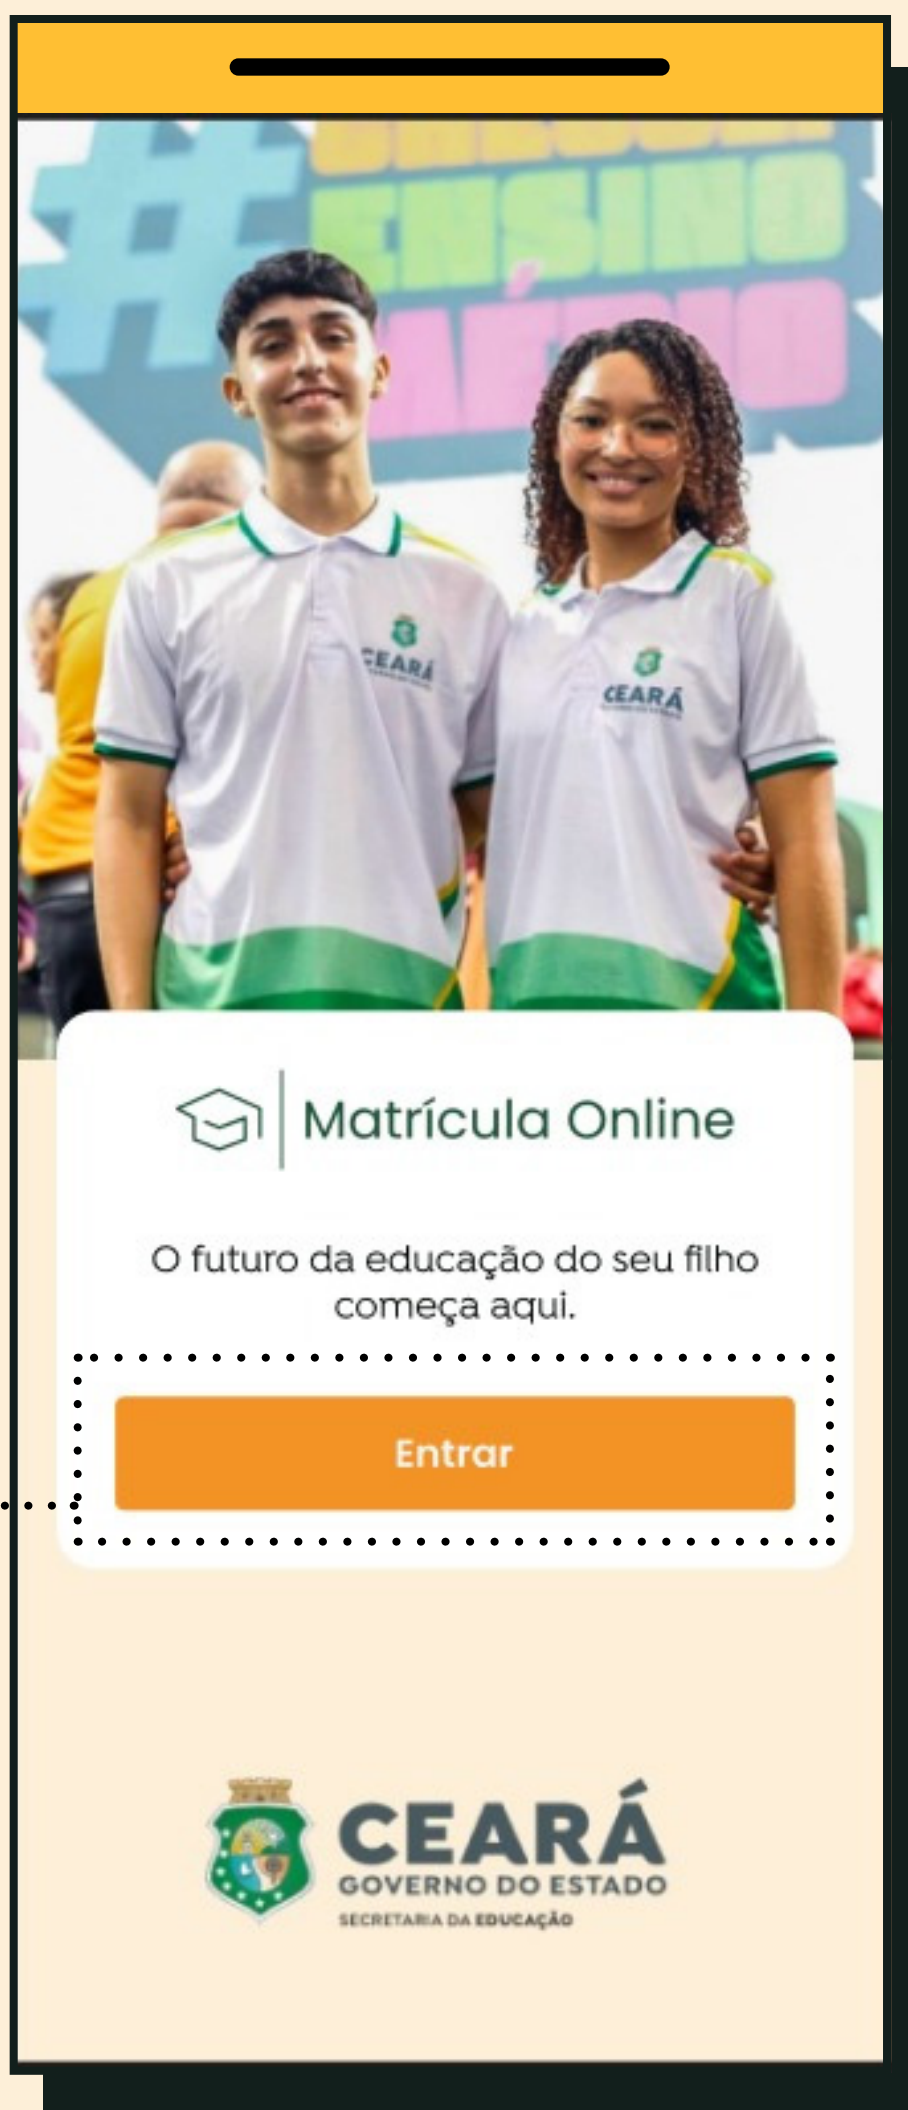 ENSINO
MÉDIO
CEARÁ
CEARÁ
Matrícula Online
O futuro da educação do seu filho
começa aqui.
Entrar
CEARÁ
GOVERNO DO ESTADO
SECRETARIA DA EDUCAÇÃO